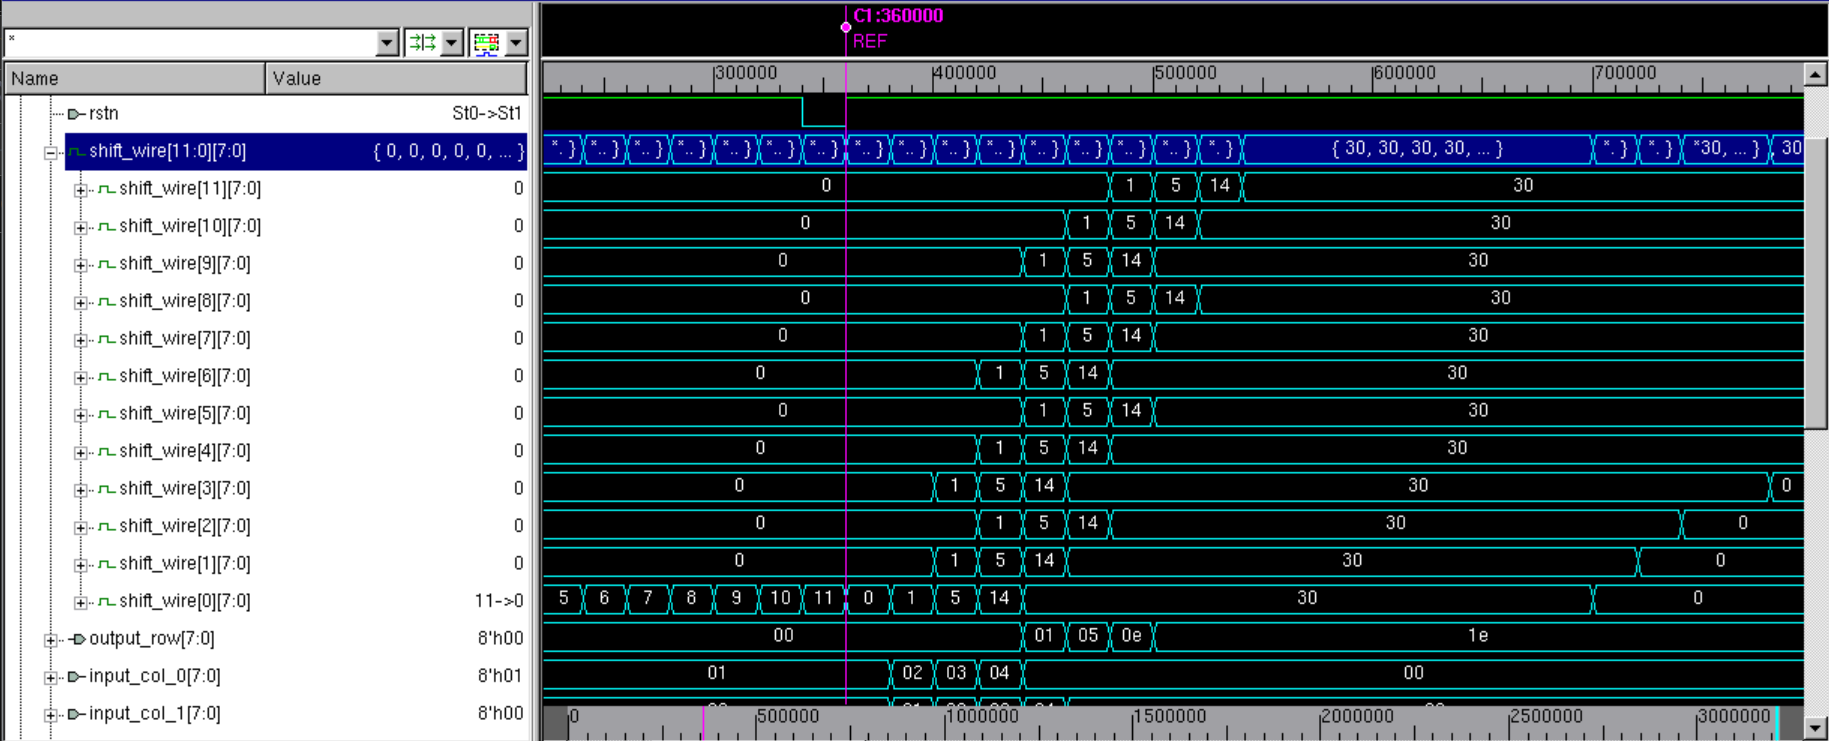 C1:360000
*
REF
Name Value
300000 400000 500000 600000 700000
rstn St0->St1
shift_wire[11:0][7:0] { 0, 0, 0, 0, 0, ... } *.. } *.. } *.. } *.. } *.. } *.. } *.. } *.. } *.. } *.. } *.. } *.. } *.. } *.. } *.. } *. } { 30, 30, 30, 30, ... } *. } *. } *30, ... } 30
shift_wire[11][7:0] 0 0 1 5 14 30
shift_wire[10][7:0] 0 0 1 5 14 30
shift_wire[9][7:0] 0 0 1 5 14 30
shift_wire[8][7:0] 0 0 1 5 14 30
shift_wire[7][7:0] 0 0 1 5 14 30
shift_wire[6][7:0] 0 0 1 5 14 30
shift_wire[5][7:0] 0 0 1 5 14 30
shift_wire[4][7:0] 0 0 1 5 14 30
shift_wire[3][7:0] 0 0 1 5 14 30 0
shift_wire[2][7:0] 0 0 1 5 14 30 0
shift_wire[1][7:0] 0 0 1 5 14 30 0
shift_wire[0][7:0] 11->0 5 6 7 8 9 10 11 0 1 5 14 30 0
output_row[7:0] 8'h00 00 01 05 0e 1e
input_col_0[7:0] 8'h01 01 02 03 04 00
input_col_1[7:0] 8'h00
0 500000 1000000 1500000 2000000 2500000 3000000